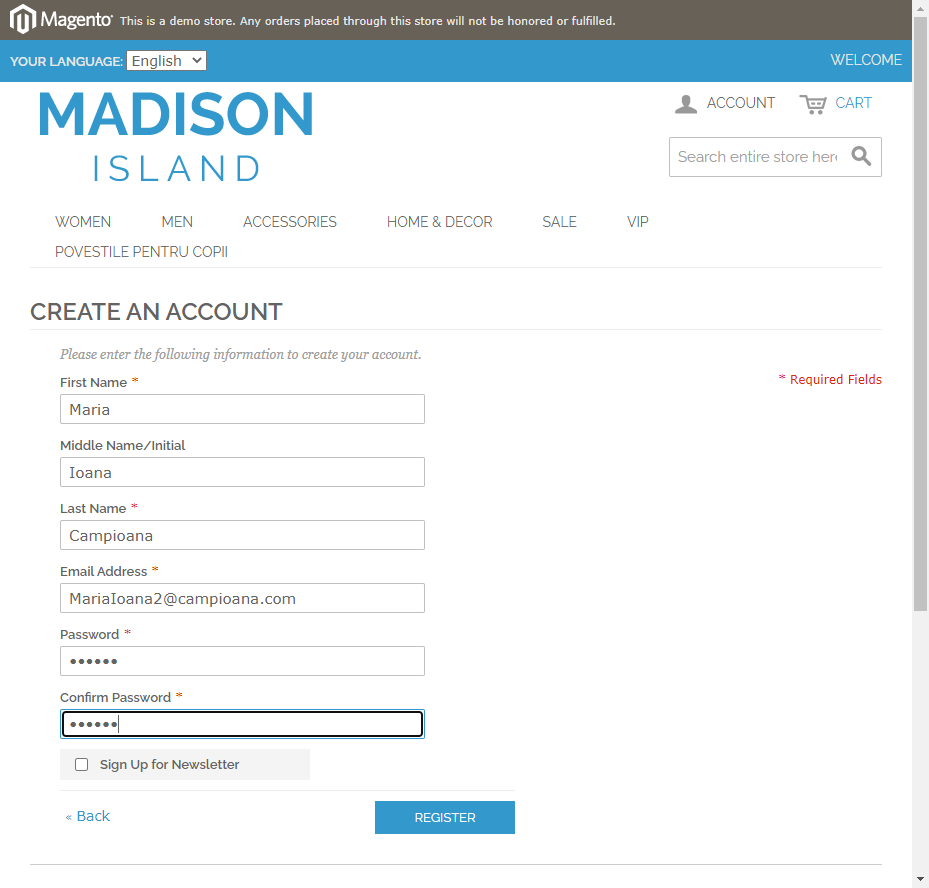 Magento This is a demo store. Any orders placed through this store will not be honored or fulfilled.
YOUR LANGUAGE: English WELCOME
MADISON
ISLAND
ACCOUNT CART
Search entire store here
WOMEN MEN ACCESSORIES HOME & DECOR SALE VIP
POVESTILE PENTRU COPII
CREATE AN ACCOUNT
Please enter the following information to create your account.
* Required Fields
First Name *
Maria
Middle Name/Initial
Ioana
Last Name *
Campioana
Email Address *
MariaIoana2@campioana.com
Password *
••••••
Confirm Password *
••••••
Sign Up for Newsletter
« Back REGISTER